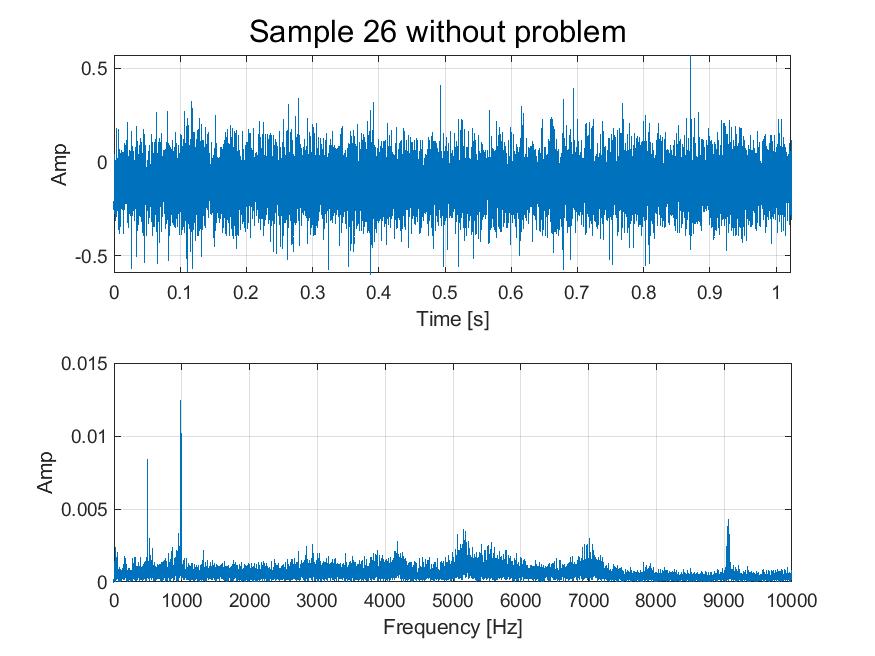 Sample 26 without problem
0.5
0
-0.5
Amp
0 0.1 0.2 0.3 0.4 0.5 0.6 0.7 0.8 0.9 1
Time [s]
0.015
0.01
0.005
0
Amp
0 1000 2000 3000 4000 5000 6000 7000 8000 9000 10000
Frequency [Hz]